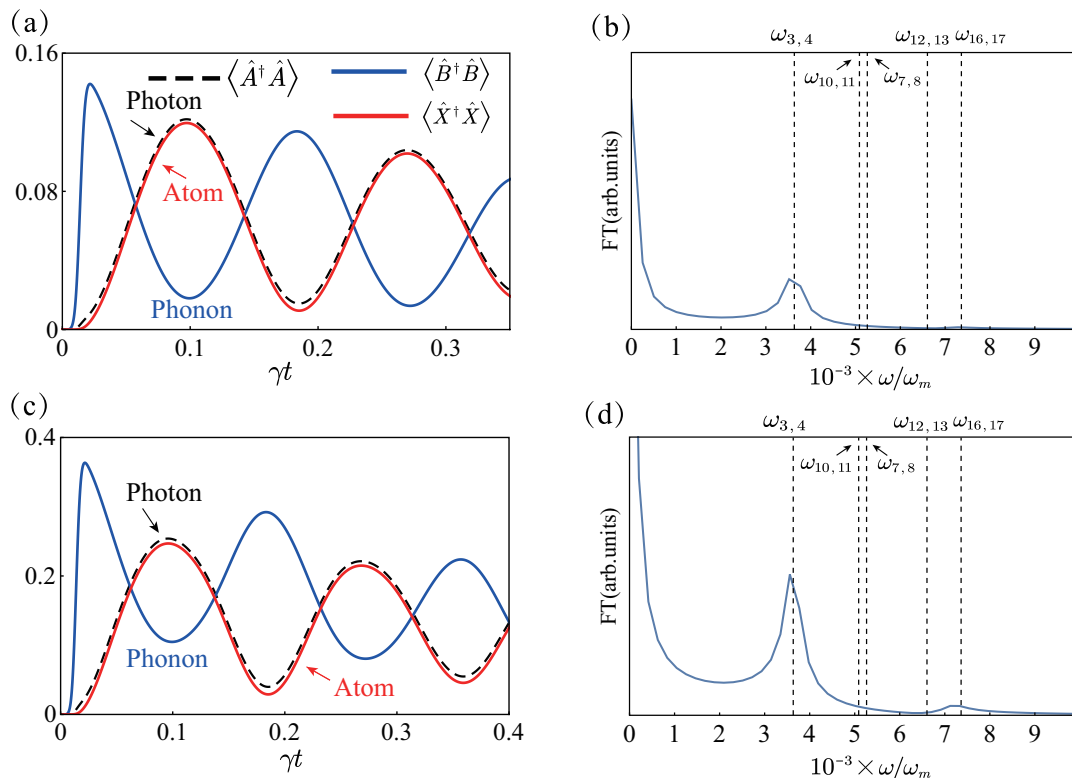 (a)
0.16
0.08
0
⟨Â†Â⟩
⟨B̂†B̂⟩
⟨X̂†X̂⟩
Photon
Atom
Phonon
0 0.1 0.2 0.3
γt
(b)
ω3,4 ω12,13 ω16,17
ω10,11 ω7,8
FT(arb.units)
0 1 2 3 4 5 6 7 8 9
10⁻³ × ω/ωm
(c)
0.4
0.2
0
Photon
Phonon
Atom
0.0 0.1 0.2 0.3 0.4
γt
(d)
ω3,4 ω12,13 ω16,17
ω10,11 ω7,8
FT(arb.units)
0 1 2 3 4 5 6 7 8 9
10⁻³ × ω/ωm